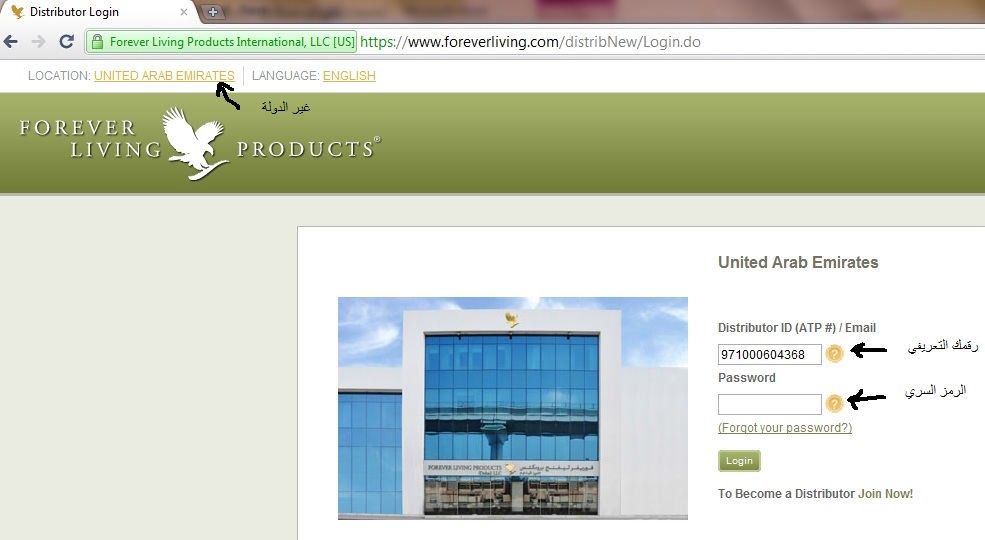 Distributor Login
Forever Living Products International, LLC [US] https://www.foreverliving.com/distribNew/Login.do
LOCATION: UNITED ARAB EMIRATES LANGUAGE: ENGLISH
غير الدولة
FOREVER
LIVING PRODUCTS®
United Arab Emirates
Distributor ID (ATP #) / Email
971000604368 ?
رقمك التعريفي
Password
?
الرمز السري
(Forgot your password?)
Login
FOREVER LIVING PRODUCTS فوريفر ليفينج برودكتس
(Dubai) LLC
To Become a Distributor Join Now!